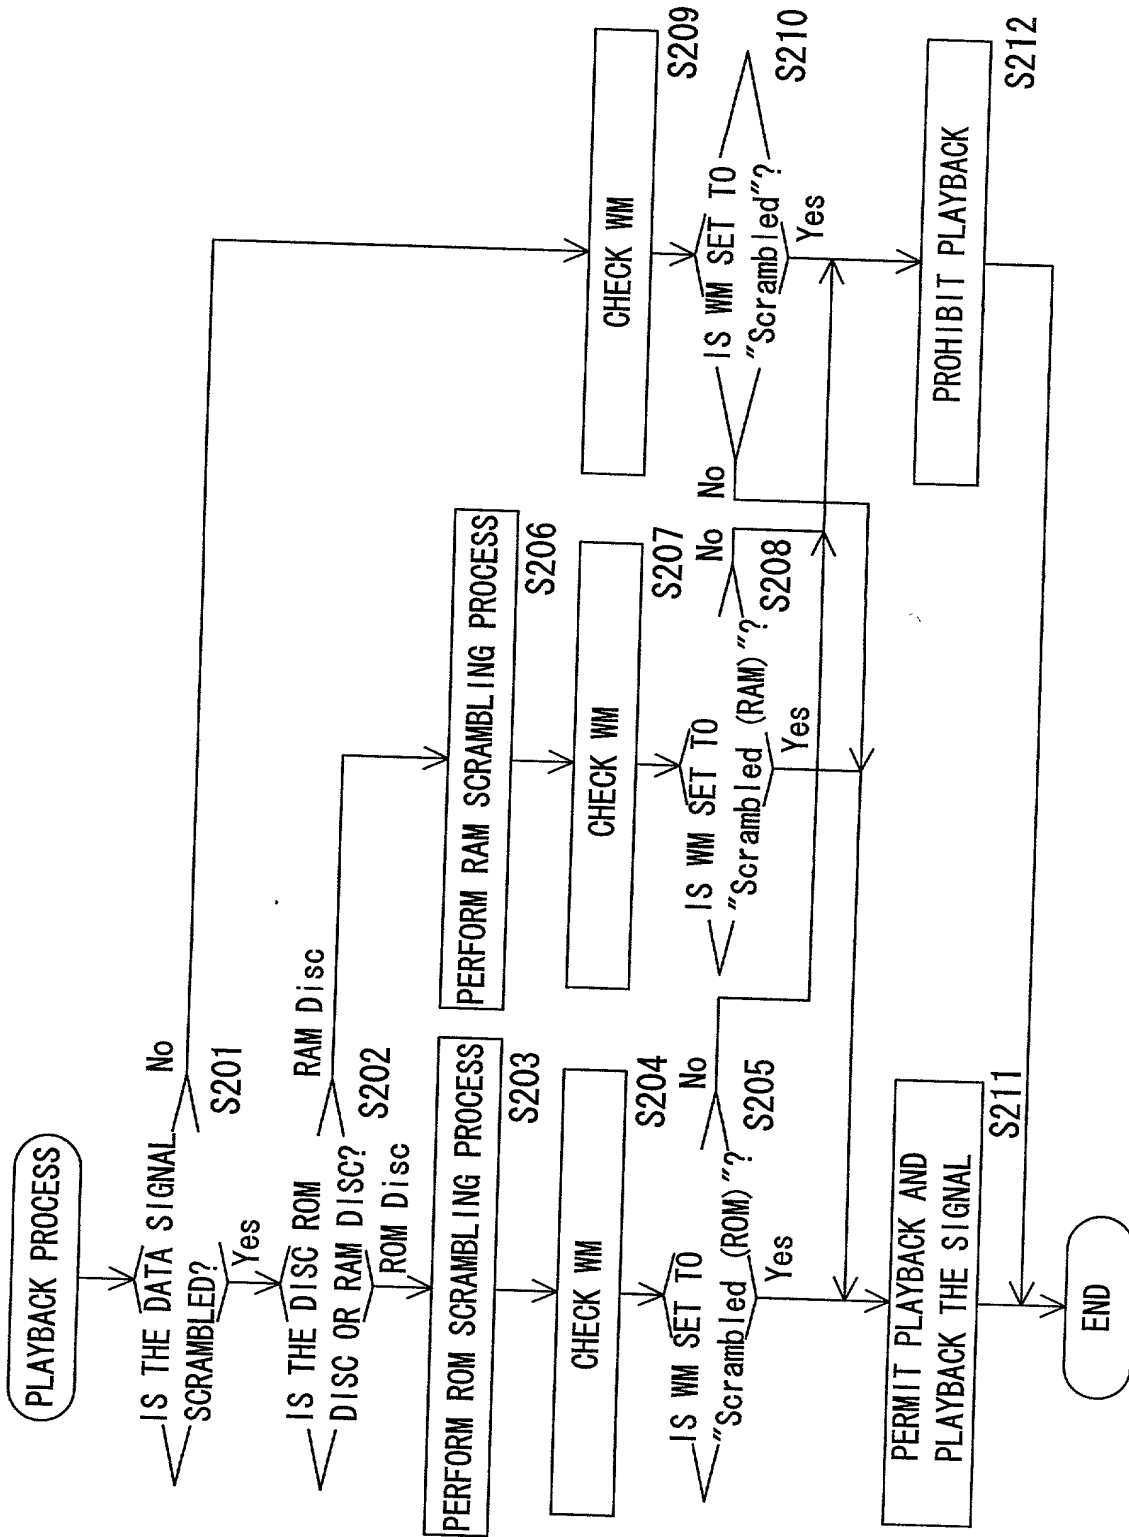 PLAYBACK PROCESS
IS THE DATA SIGNAL
SCRAMBLED?
No
S201
Yes
IS THE DISC ROM
DISC OR RAM DISC?
RAM Disc
S202
ROM Disc
PERFORM ROM SCRAMBLING PROCESS
S203
PERFORM RAM SCRAMBLING PROCESS
S206
CHECK WM
S204
CHECK WM
S207
CHECK WM
S209
IS WM SET TO
"Scrambled (ROM)"?
No
S205
Yes
IS WM SET TO
"Scrambled (RAM)"?
No
S208
Yes
IS WM SET TO
"Scrambled"?
No
S210
Yes
PERMIT PLAYBACK AND
PLAYBACK THE SIGNAL
S211
PROHIBIT PLAYBACK
S212
END